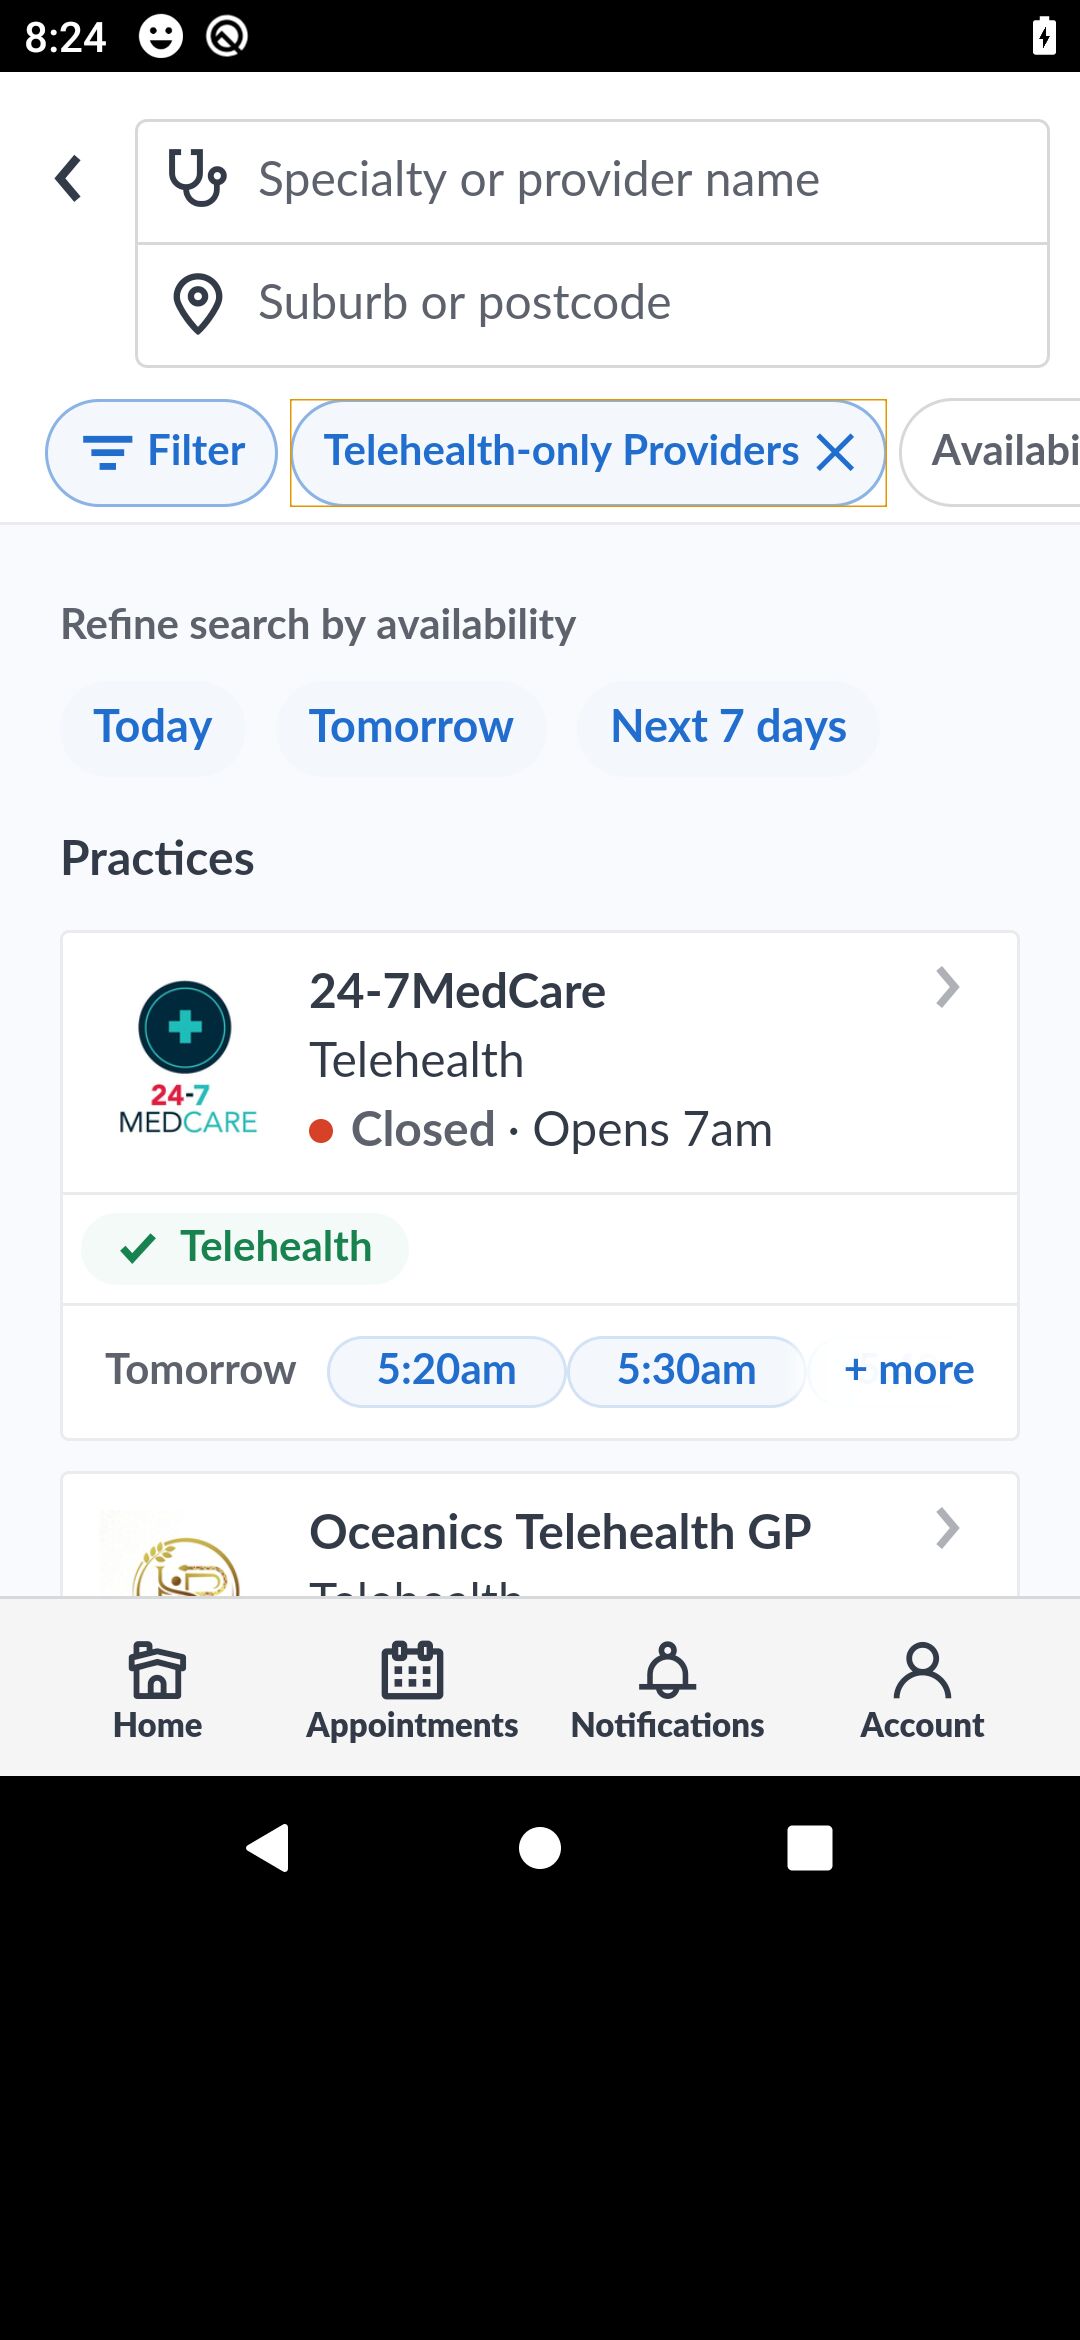 8:24
Specialty or provider name
Suburb or postcode
Filter
Telehealth-only Providers
Availabi
Refine search by availability
Today
Tomorrow
Next 7 days
Practices
24-7MedCare
Telehealth
Closed · Opens 7am
24-7
MEDCARE
Telehealth
Tomorrow
5:20am
5:30am
+ more
Oceanics Telehealth GP
Telehealth
Home
Appointments
Notifications
Account